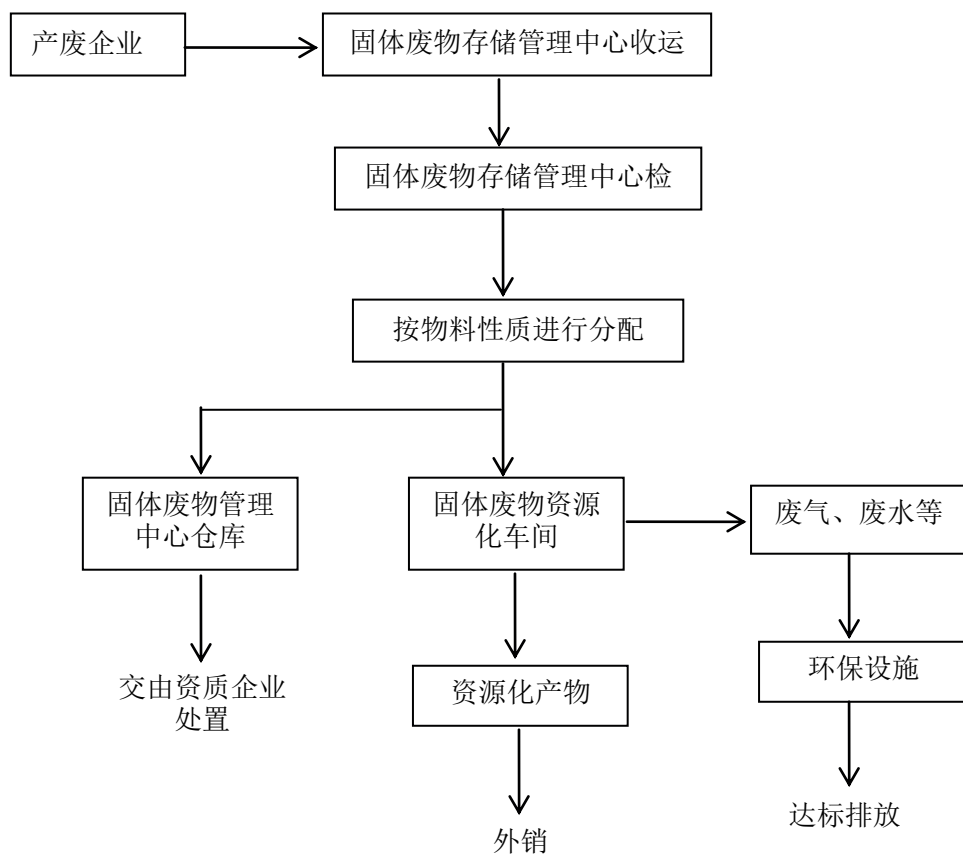 产废企业
固体废物存储管理中心收运
固体废物存储管理中心检
按物料性质进行分配
固体废物管理
中心仓库
固体废物资源
化车间
废气、废水等
交由资质企业
处置
资源化产物
环保设施
外销
达标排放